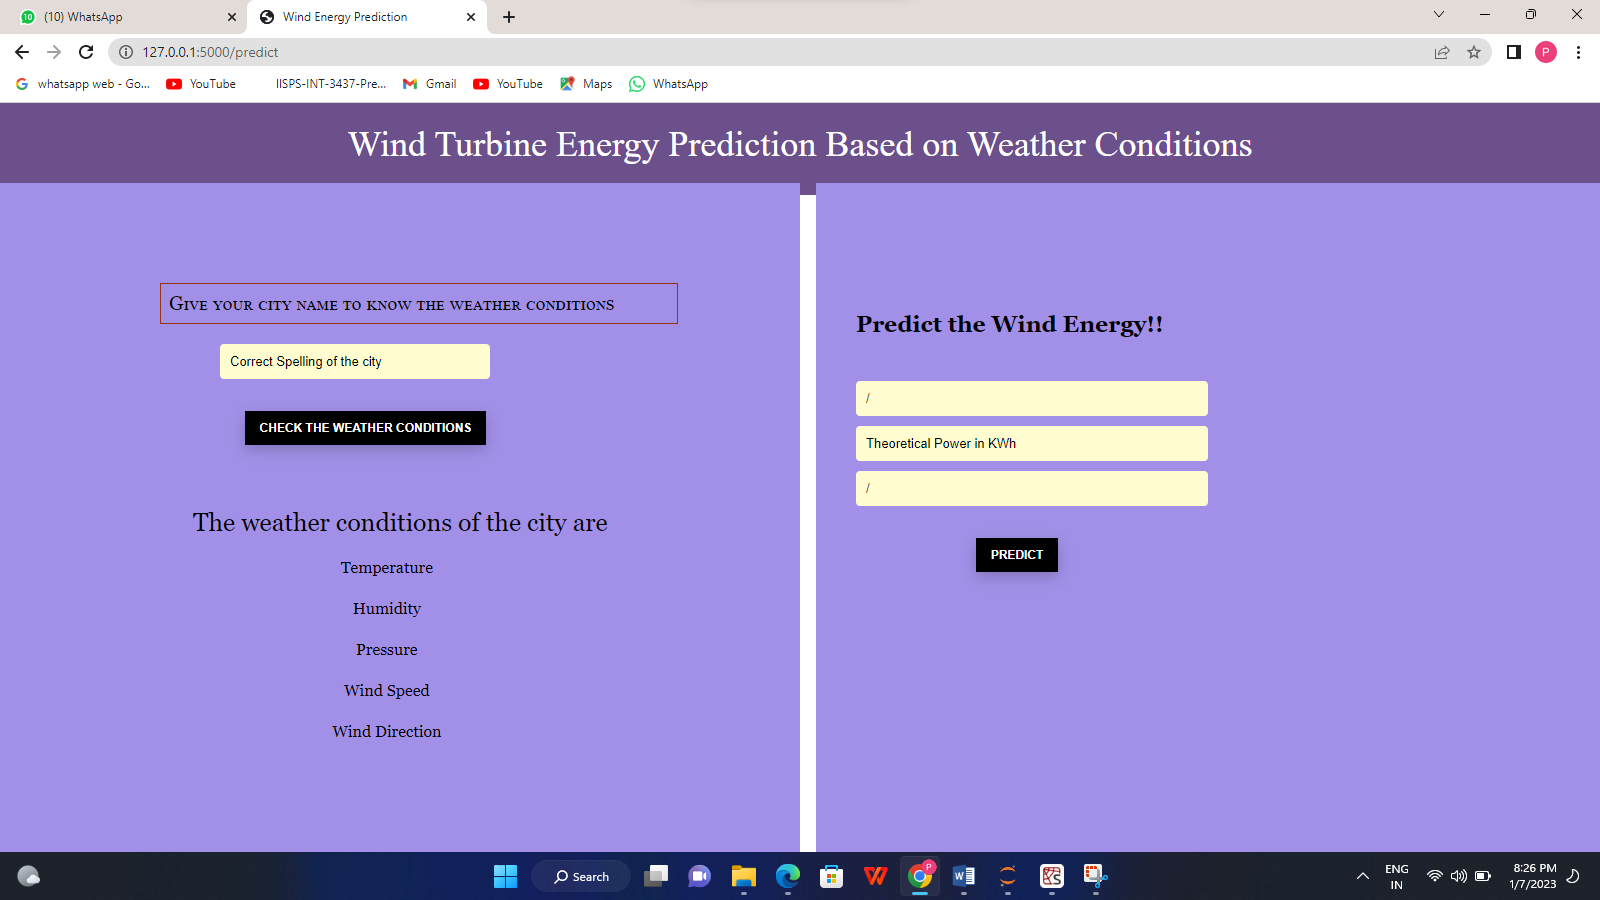 (10) WhatsApp
Wind Energy Prediction
127.0.0.1:5000/predict
P
whatsapp web - Go...
YouTube
IISPS-INT-3437-Pre...
Gmail
YouTube
Maps
WhatsApp
Wind Turbine Energy Prediction Based on Weather Conditions
Give your city name to know the weather conditions
Correct Spelling of the city
CHECK THE WEATHER CONDITIONS
The weather conditions of the city are
Temperature
Humidity
Pressure
Wind Speed
Wind Direction
Predict the Wind Energy!!
/
Theoretical Power in KWh
/
PREDICT
Search
P
ENG
IN
8:26 PM
1/7/2023